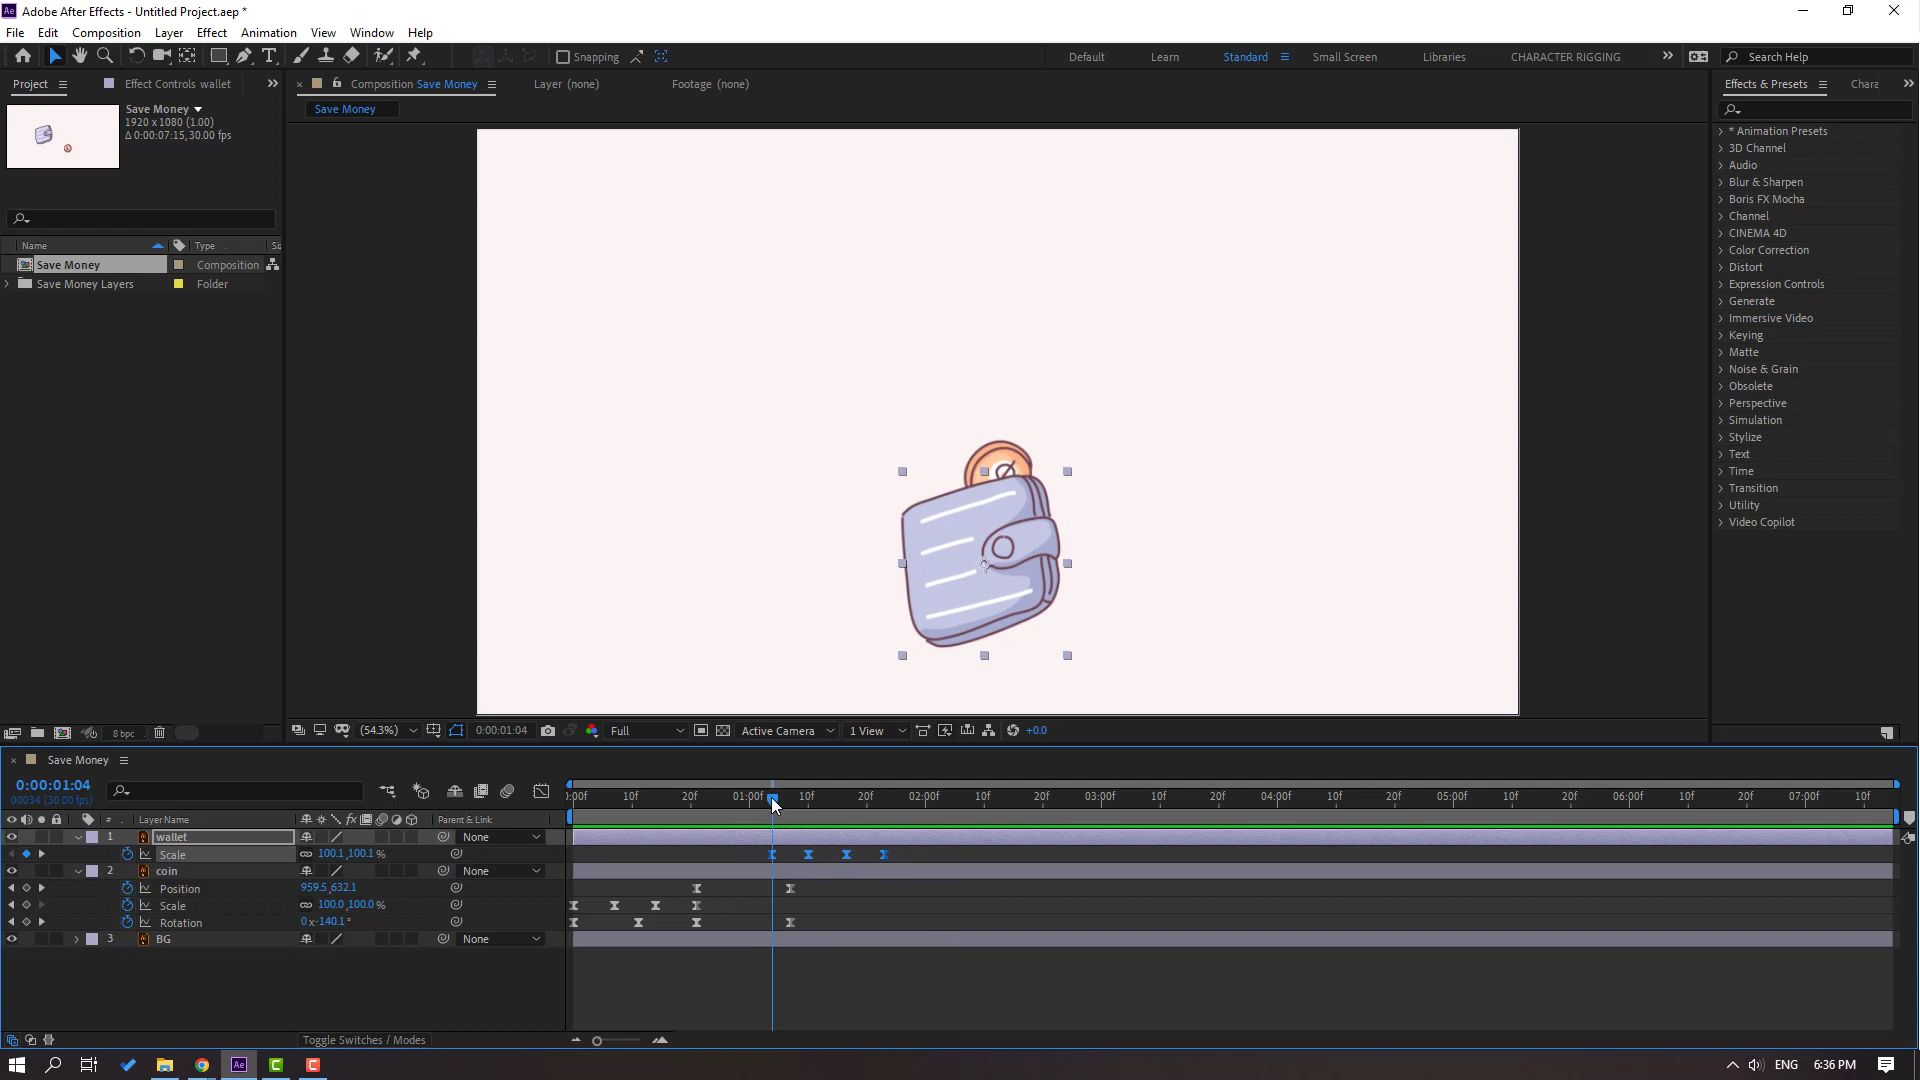 Ae Adobe After Effects - Untitled Project.aep *
File Edit Composition Layer Effect Animation View Window Help
Snapping
Default Learn Standard Small Screen Libraries CHARACTER RIGGING Search Help
Project Effect Controls wallet
Composition Save Money Layer (none) Footage (none)
Effects & Presets Chara
Save Money
1920 x 1080 (1.00)
Δ 0:00:07:15, 30.00 fps
Save Money
Name Type Siz
Save Money Composition
Save Money Layers Folder
* Animation Presets
3D Channel
Audio
Blur & Sharpen
Boris FX Mocha
Channel
CINEMA 4D
Color Correction
Distort
Expression Controls
Generate
Immersive Video
Keying
Matte
Noise & Grain
Obsolete
Perspective
Simulation
Stylize
Text
Time
Transition
Utility
Video Copilot
8 bpc
(54.3%) 0:00:01:04 Full Active Camera 1 View +0.0
Save Money
0:00:01:04
00034 (30.00 fps)
0:00f 10f 20f 01:00f 10f 20f 02:00f 10f 20f 03:00f 10f 20f 04:00f 10f 20f 05:00f 10f 20f 06:00f 10f 20f 07:00f 10f
# Layer Name fx Parent & Link
1 wallet None
Scale 100.1,100.1 %
2 coin None
Position 959.5,632.1
Scale 100.0,100.0 %
Rotation 0x-140.1°
3 BG None
Toggle Switches / Modes
Ae C C ENG 6:36 PM